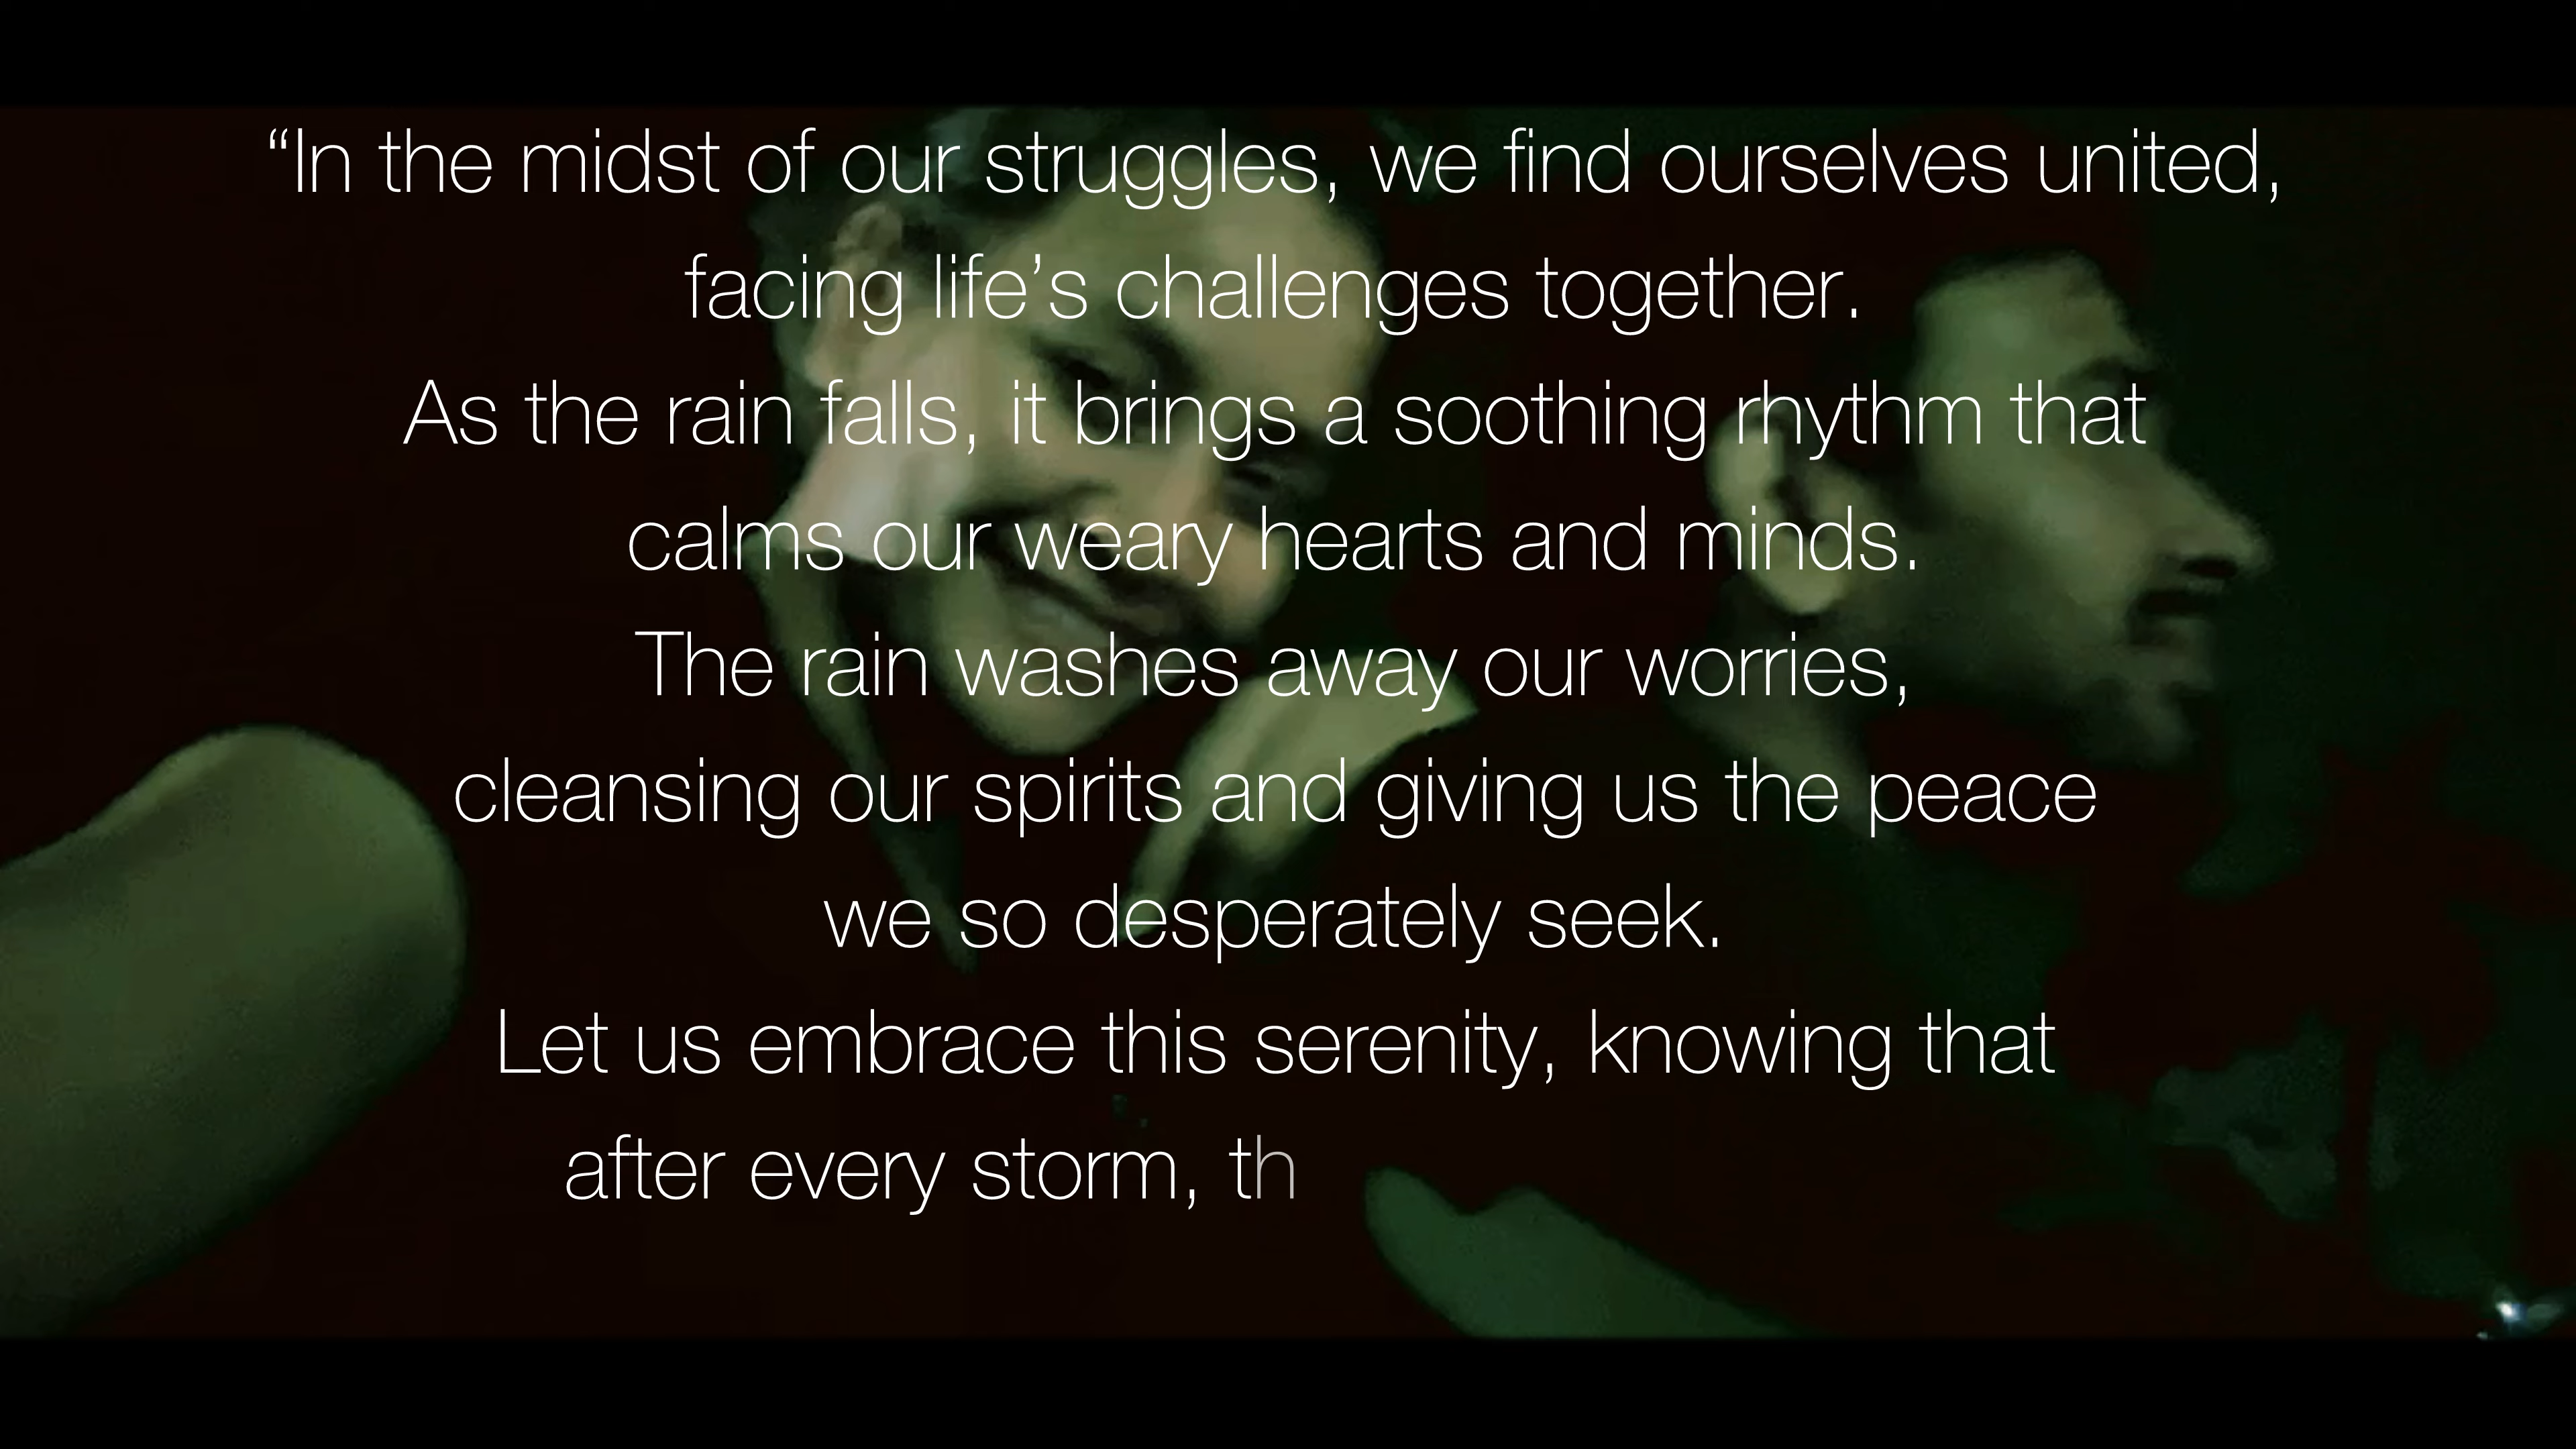 “In the midst of our struggles, we find ourselves united,
facing life’s challenges together.
As the rain falls, it brings a soothing rhythm that
calms our weary hearts and minds.
The rain washes away our worries,
cleansing our spirits and giving us the peace
we so desperately seek.
Let us embrace this serenity, knowing that
after every storm, th